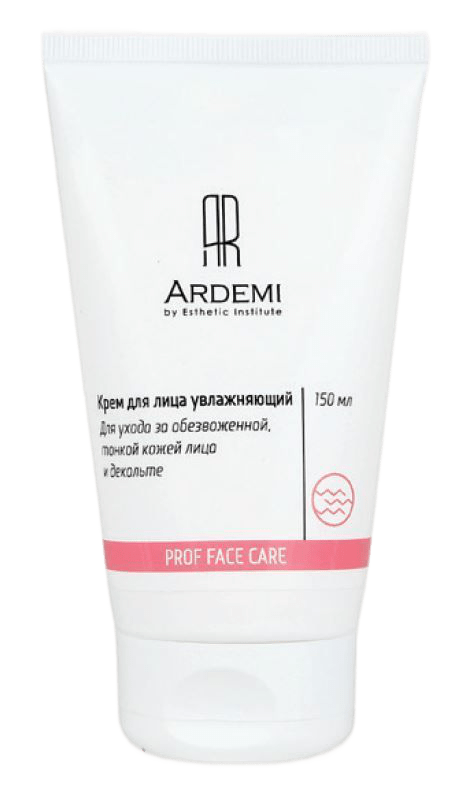 AR
ARDEMI
by Esthetic Institute
Крем для лица увлажняющий
150 мл
Для ухода за обезвоженной,
тонкой кожей лица
и декольте
PROF FACE CARE